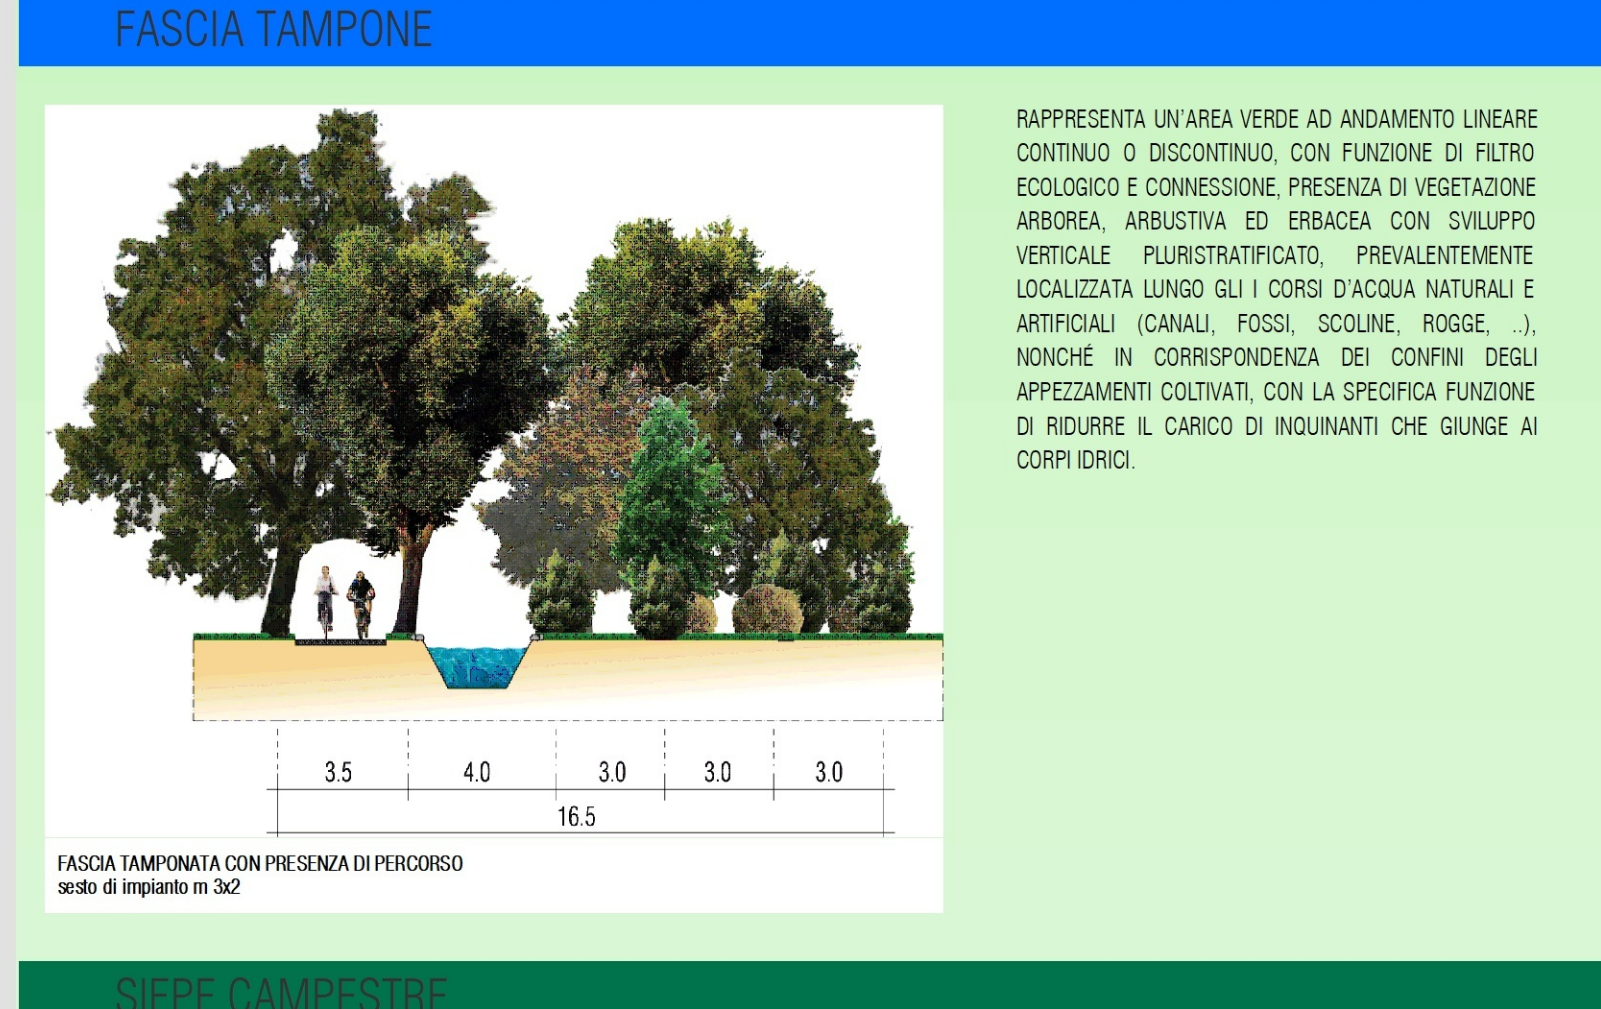 FASCIA TAMPONE
RAPPRESENTA UN'AREA VERDE AD ANDAMENTO LINEARE
CONTINUO O DISCONTINUO, CON FUNZIONE DI FILTRO
ECOLOGICO E CONNESSIONE, PRESENZA DI VEGETAZIONE
ARBOREA, ARBUSTIVA ED ERBACEA CON SVILUPPO
VERTICALE PLURISTRATIFICATO, PREVALENTEMENTE
LOCALIZZATA LUNGO GLI I CORSI D'ACQUA NATURALI E
ARTIFICIALI (CANALI, FOSSI, SCOLINE, ROGGE, ..),
NONCHÉ IN CORRISPONDENZA DEI CONFINI DEGLI
APPEZZAMENTI COLTIVATI, CON LA SPECIFICA FUNZIONE
DI RIDURRE IL CARICO DI INQUINANTI CHE GIUNGE AI
CORPI IDRICI.
3.5 4.0 3.0 3.0 3.0
16.5
FASCIA TAMPONATA CON PRESENZA DI PERCORSO
sesto di impianto m 3x2
SIEPE CAMPESTRE